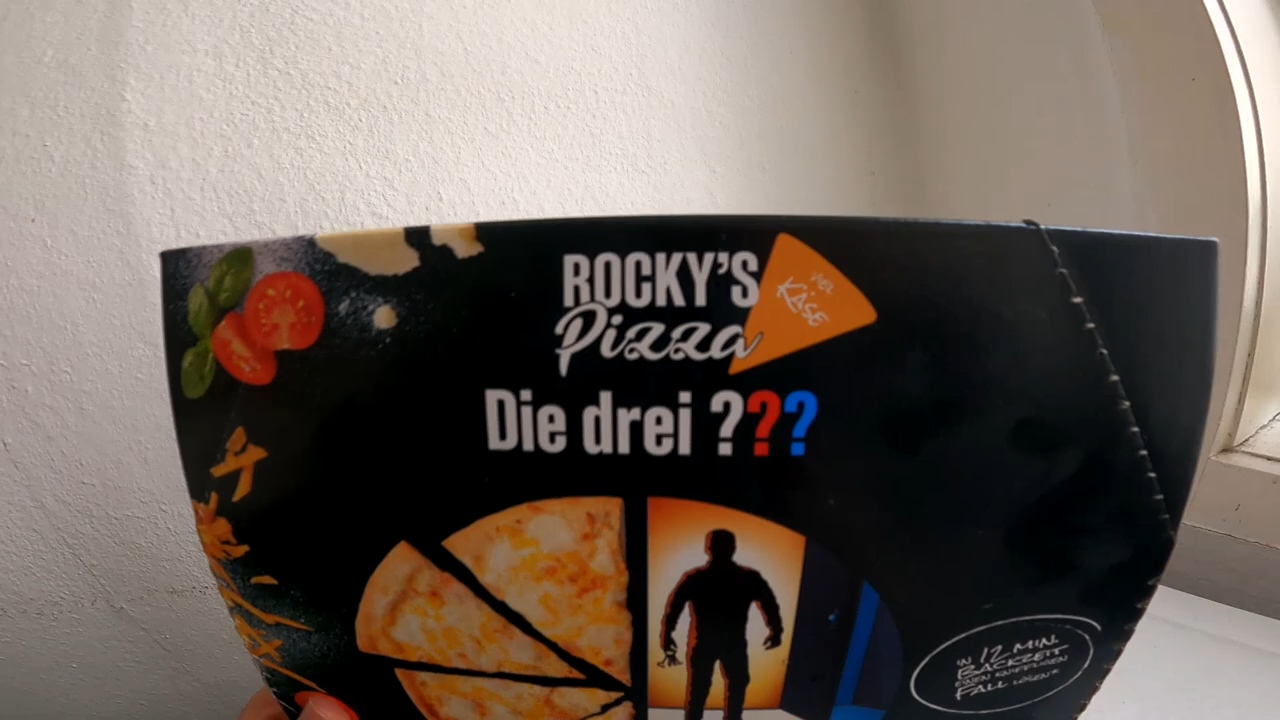 ROCKY'S
Pizza
VIEL
KÄSE
Die drei ???
IN 12 MIN.
BACKZEIT
EINEN KNIFFLIGEN
FALL LÖSEN*